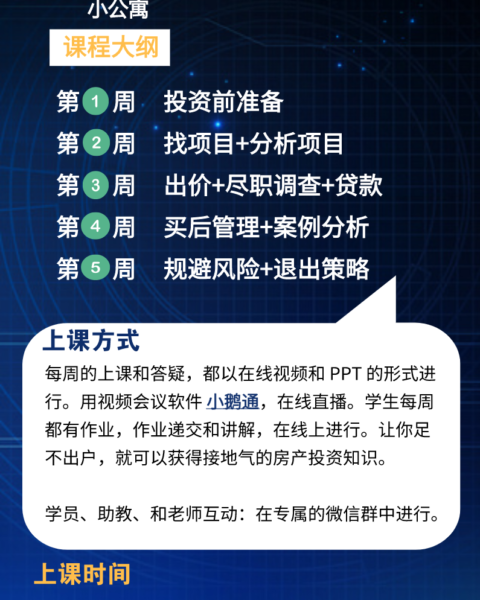 小公寓
课程大纲
第1周 投资前准备
第2周 找项目+分析项目
第3周 出价+尽职调查+贷款
第4周 买后管理+案例分析
第5周 规避风险+退出策略
上课方式
每周的上课和答疑，都以在线视频和 PPT 的形式进
行。用视频会议软件 小鹅通，在线直播。学生每周
都有作业，作业递交和讲解，在线上进行。让你足
不出户，就可以获得接地气的房产投资知识。
学员、助教、和老师互动：在专属的微信群中进行。
上课时间